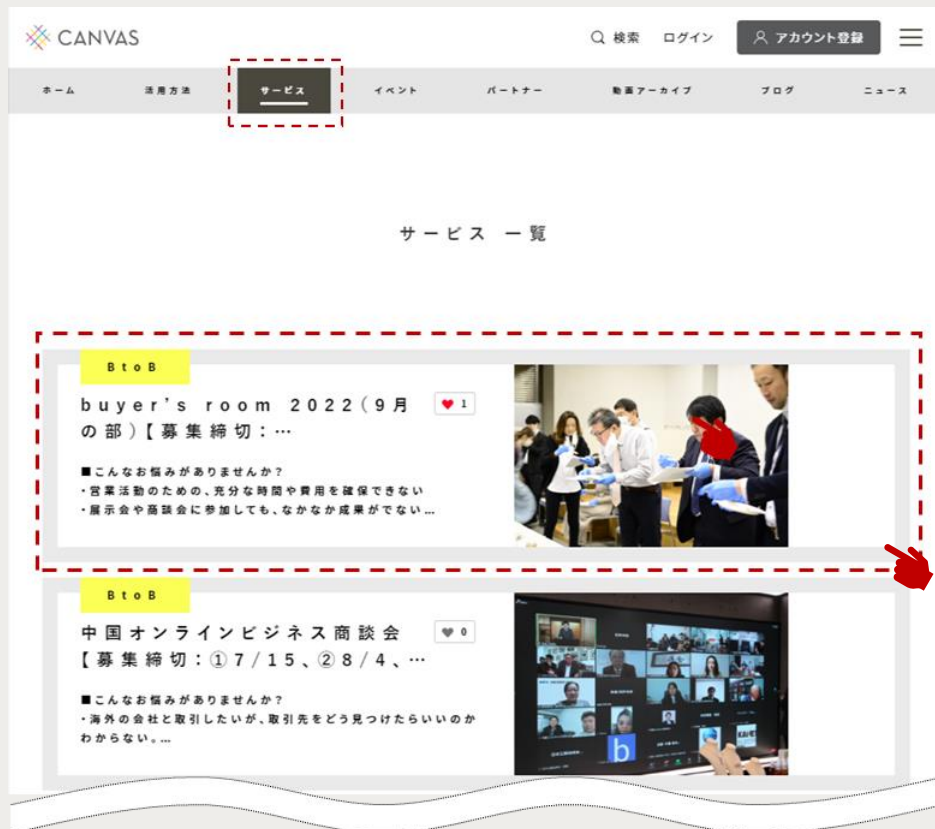 CANVAS
検索 ログイン アカウント登録
ホーム 活用方法 サービス イベント パートナー 動画アーカイブ ブログ ニュース
サービス 一覧
BtoB
buyer's room 2022(9月
の部)【募集締切:…
1
■こんなお悩みがありませんか?
・営業活動のための、充分な時間や費用を確保できない
・展示会や商談会に参加しても、なかなか成果がでない…
BtoB
中国オンラインビジネス商談会
【募集締切:①7/15、②8/4、…
0
■こんなお悩みがありませんか?
・海外の会社と取引したいが、取引先をどう見つけたらいいのか
わからない。…
b